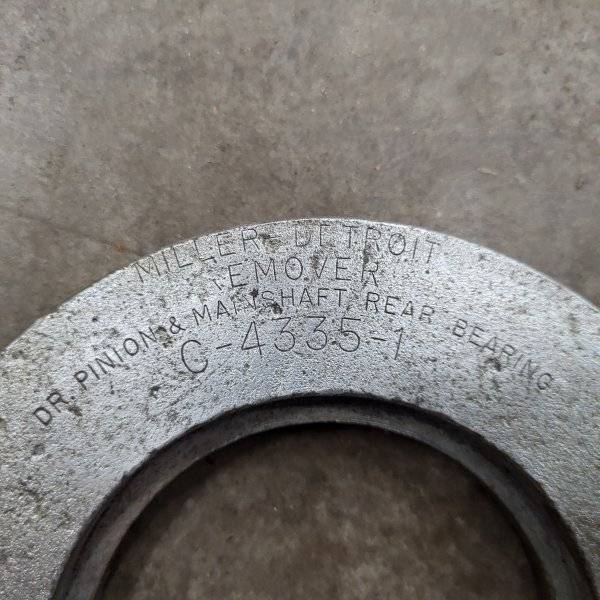 MILLER DETROIT
REMOVER
DR. PINION & MAINSHAFT REAR BEARING
C-4335-1